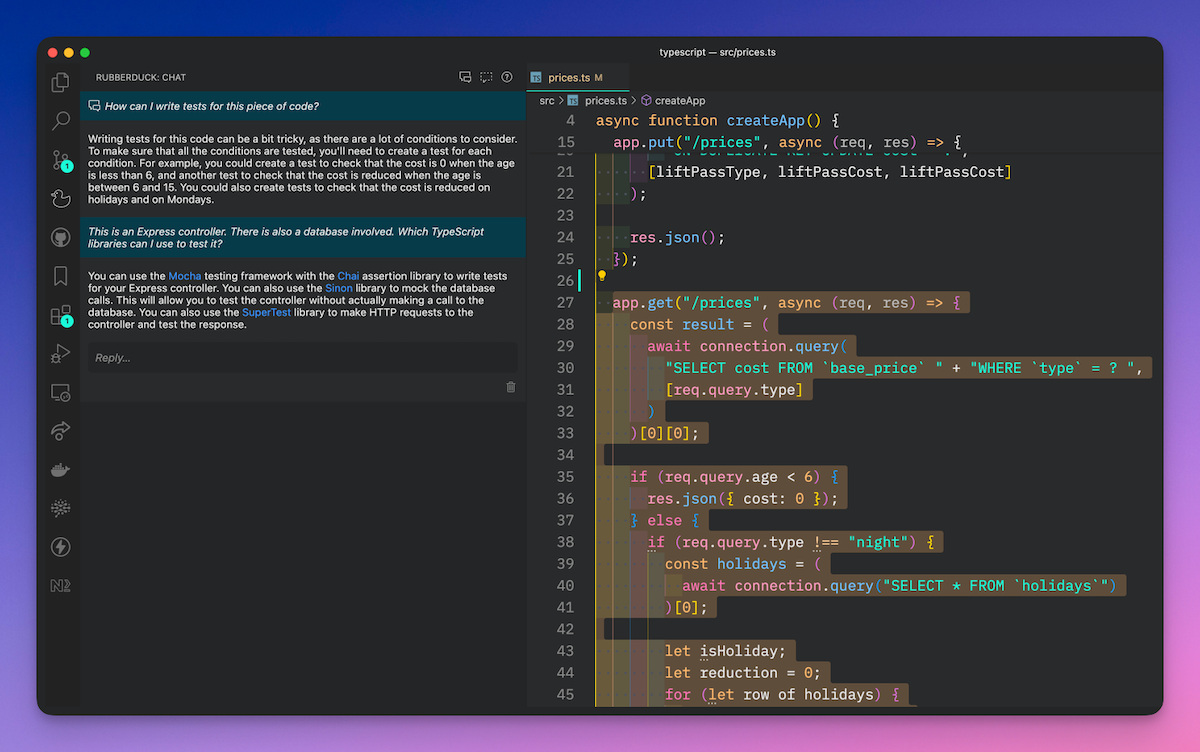 typescript — src/prices.ts
RUBBERDUCK: CHAT
How can I write tests for this piece of code?
Writing tests for this code can be a bit tricky, as there are a lot of conditions to consider.
To make sure that all the conditions are tested, you'll need to create a test for each
condition. For example, you could create a test to check that the cost is 0 when the age
is less than 6, and another test to check that the cost is reduced when the age is
between 6 and 15. You could also create tests to check that the cost is reduced on
holidays and on Mondays.
This is an Express controller. There is also a database involved. Which TypeScript
libraries can I use to test it?
You can use the Mocha testing framework with the Chai assertion library to write tests
for your Express controller. You can also use the Sinon library to mock the database
calls. This will allow you to test the controller without actually making a call to the
database. You can also use the SuperTest library to make HTTP requests to the
controller and test the response.
Reply...
1
1
TS prices.ts M
src > TS prices.ts > createApp
4 async function createApp() {
15 app.put("/prices", async (req, res) => {
21 [liftPassType, liftPassCost, liftPassCost]
22 );
23
24 res.json();
25 });
26
27 app.get("/prices", async (req, res) => {
28 const result = (
29 await connection.query(
30 "SELECT cost FROM `base_price` " + "WHERE `type` = ? ",
31 [req.query.type]
32 )
33 )[0][0];
34
35 if (req.query.age < 6) {
36 res.json({ cost: 0 });
37 } else {
38 if (req.query.type !== "night") {
39 const holidays = (
40 await connection.query("SELECT * FROM `holidays`")
41 )[0];
42
43 let isHoliday;
44 let reduction = 0;
45 for (let row of holidays) {